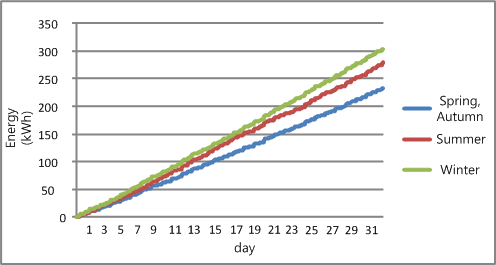 350
300
250
200
150
100
50
0
Energy
(kWh)
1 3 5 7 9 11 13 15 17 19 21 23 25 27 29 31
day
Spring,
Autumn
Summer
Winter